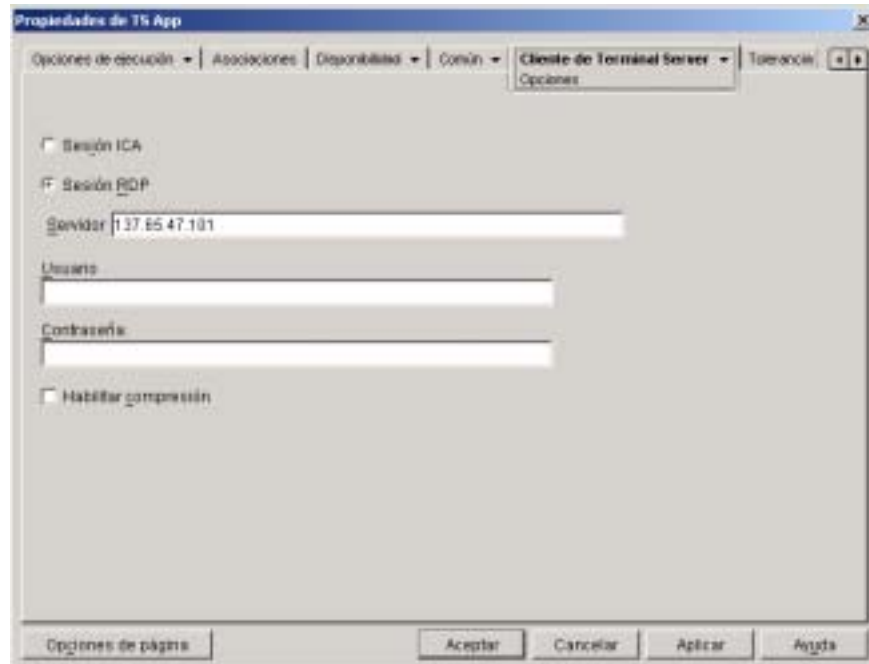 Propiedades de TS App
Opciones de ejecución Asociaciones Disponibilidad Común Cliente de Terminal Server Tolerancia
Opciones
Sesión ICA
Sesión RDP
Servidor 137.65.47.101
Usuario
Contraseña
Habilitar compresión
Opciones de página Aceptar Cancelar Aplicar Ayuda